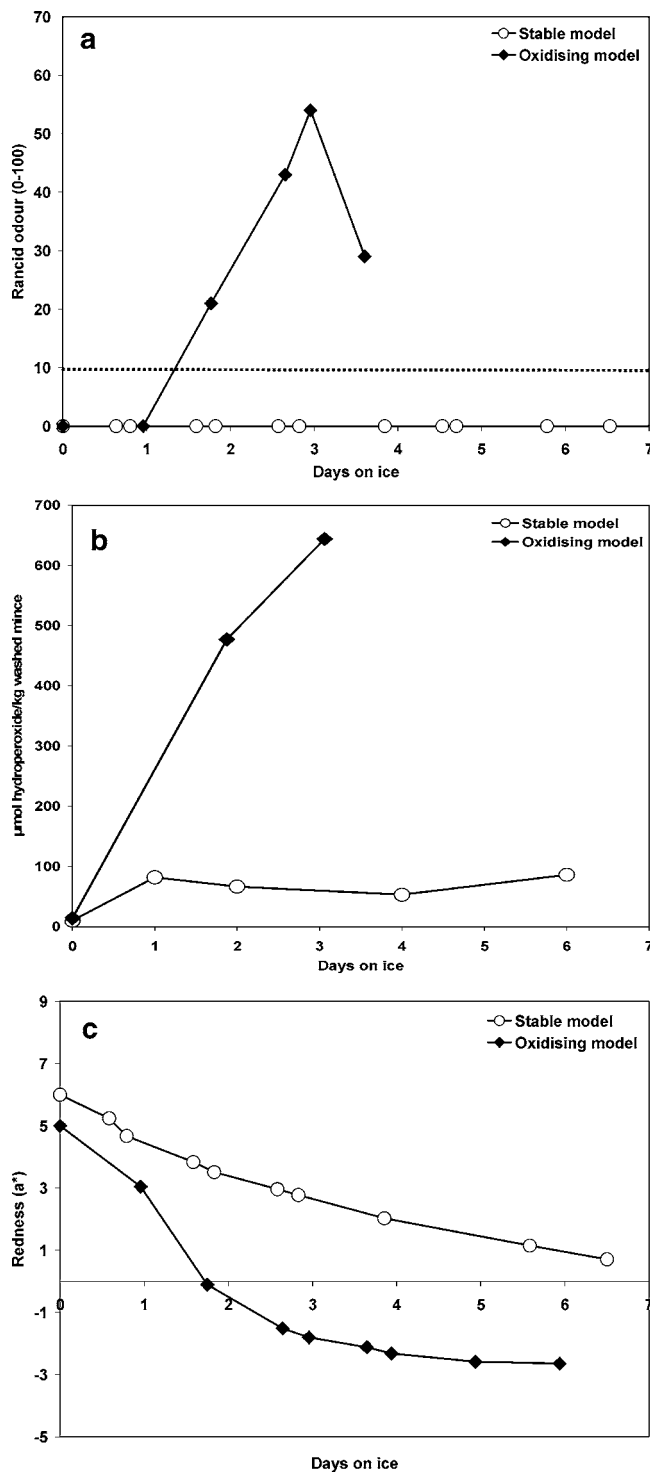 a
Stable model
Oxidising model
70
60
50
40
30
20
10
0
Rancid odour (0-100)
0 1 2 3 4 5 6 7
Days on ice
b
Stable model
Oxidising model
700
600
500
400
300
200
100
0
µmol hydroperoxide/kg washed mince
0 1 2 3 4 5 6 7
Days on ice
c
Stable model
Oxidising model
9
7
5
3
1
-1
-3
-5
Redness (a*)
0 1 2 3 4 5 6 7
Days on ice